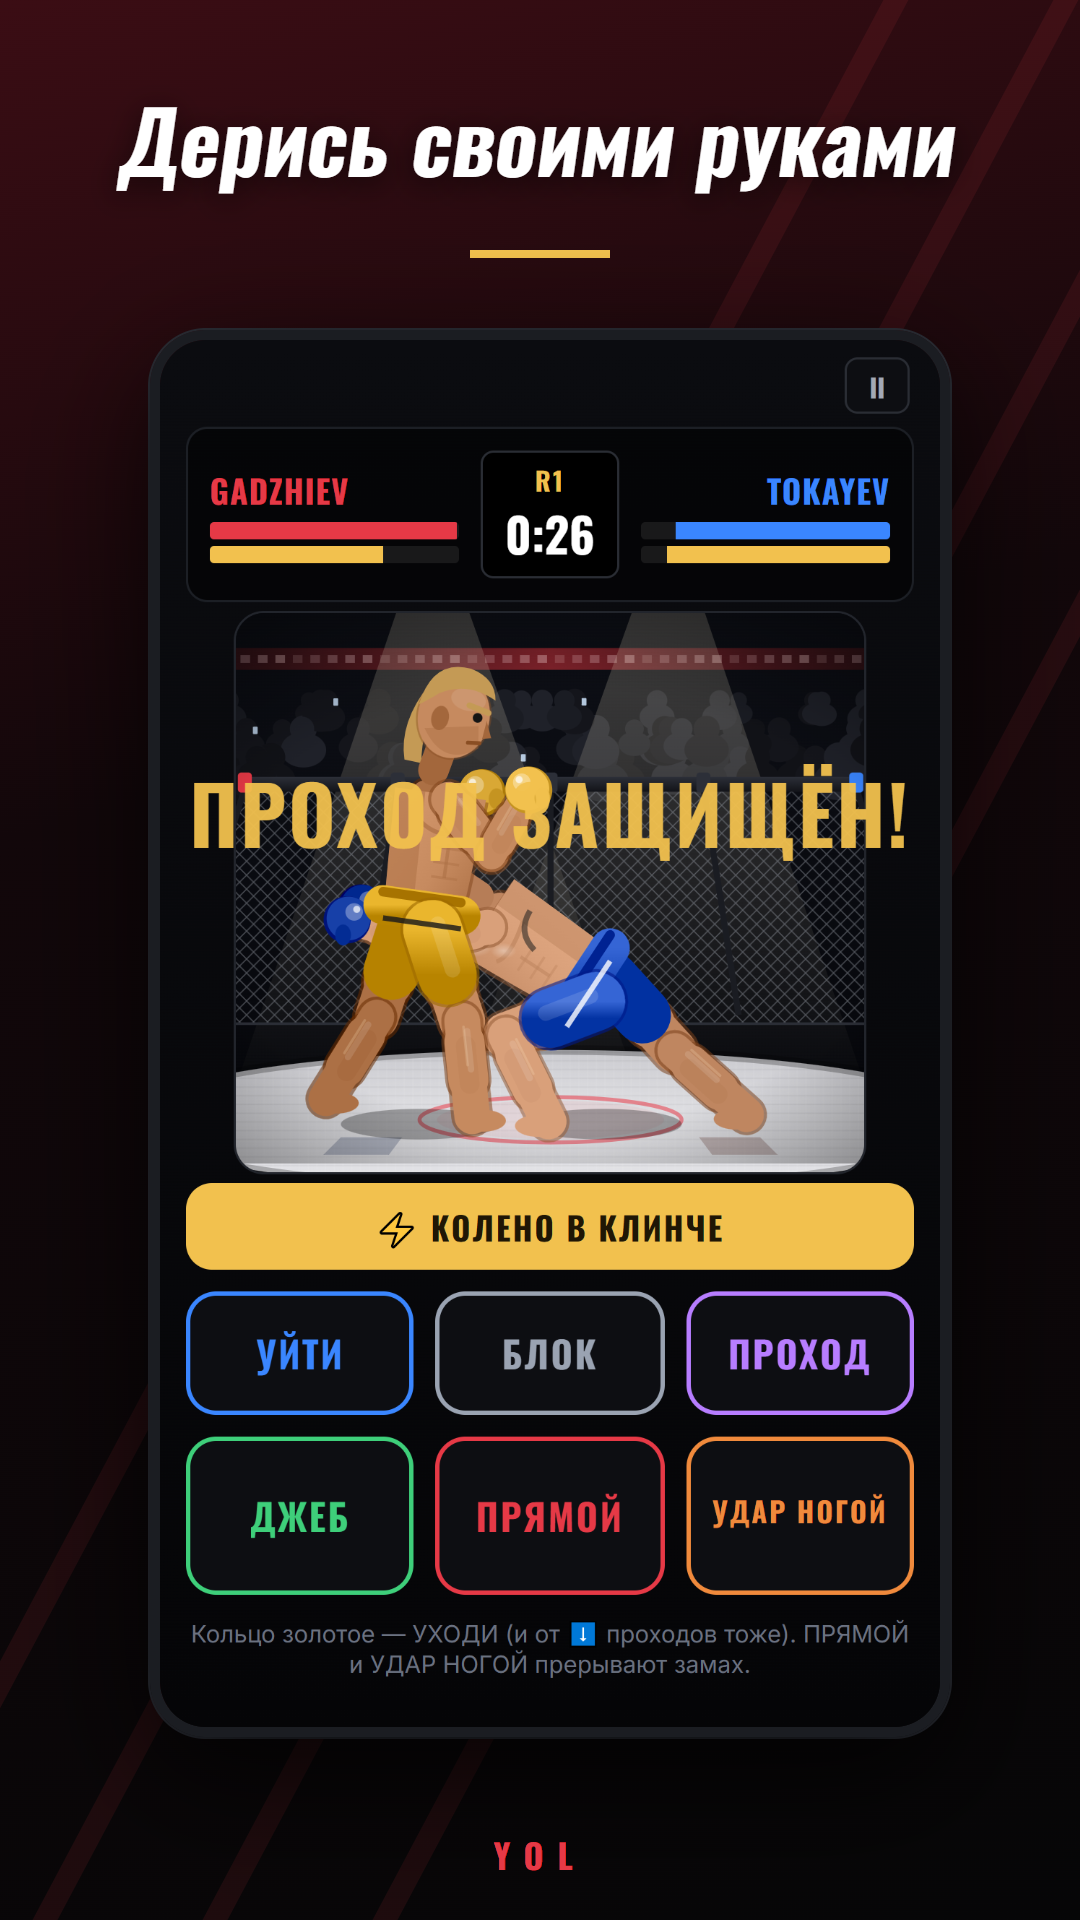 Дерись своими руками
GADZHIEV
R1
0:26
TOKAYEV
ПРОХОД ЗАЩИЩЁН!
КОЛЕНО В КЛИНЧЕ
УЙТИ
БЛОК
ПРОХОД
ДЖЕБ
ПРЯМОЙ
УДАР НОГОЙ
Кольцо золотое — УХОДИ (и от ⬇️ проходов тоже). ПРЯМОЙ
и УДАР НОГОЙ прерывают замах.
YOL